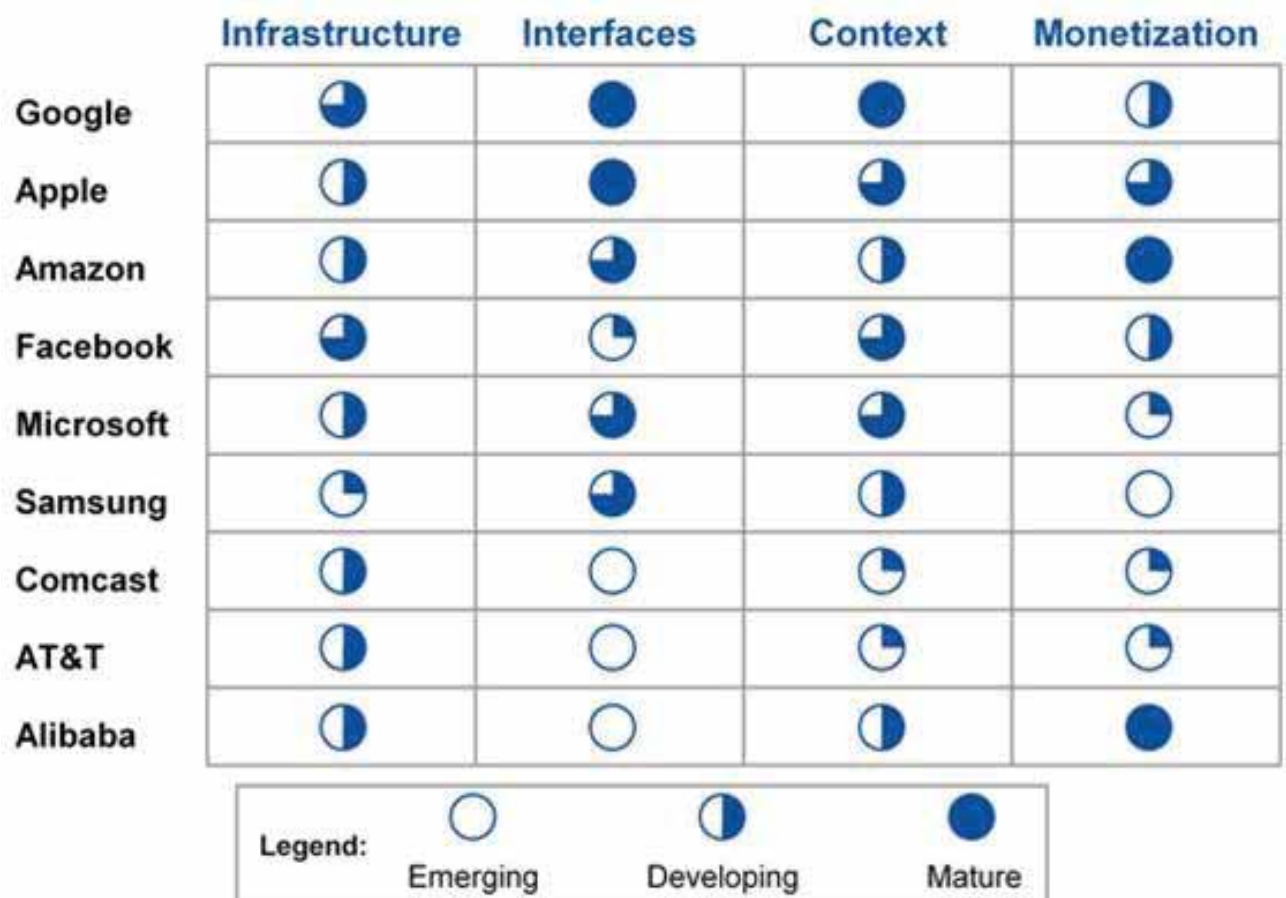 Infrastructure Interfaces Context Monetization
Google
Apple
Amazon
Facebook
Microsoft
Samsung
Comcast
AT&T
Alibaba
Legend:
Emerging Developing Mature